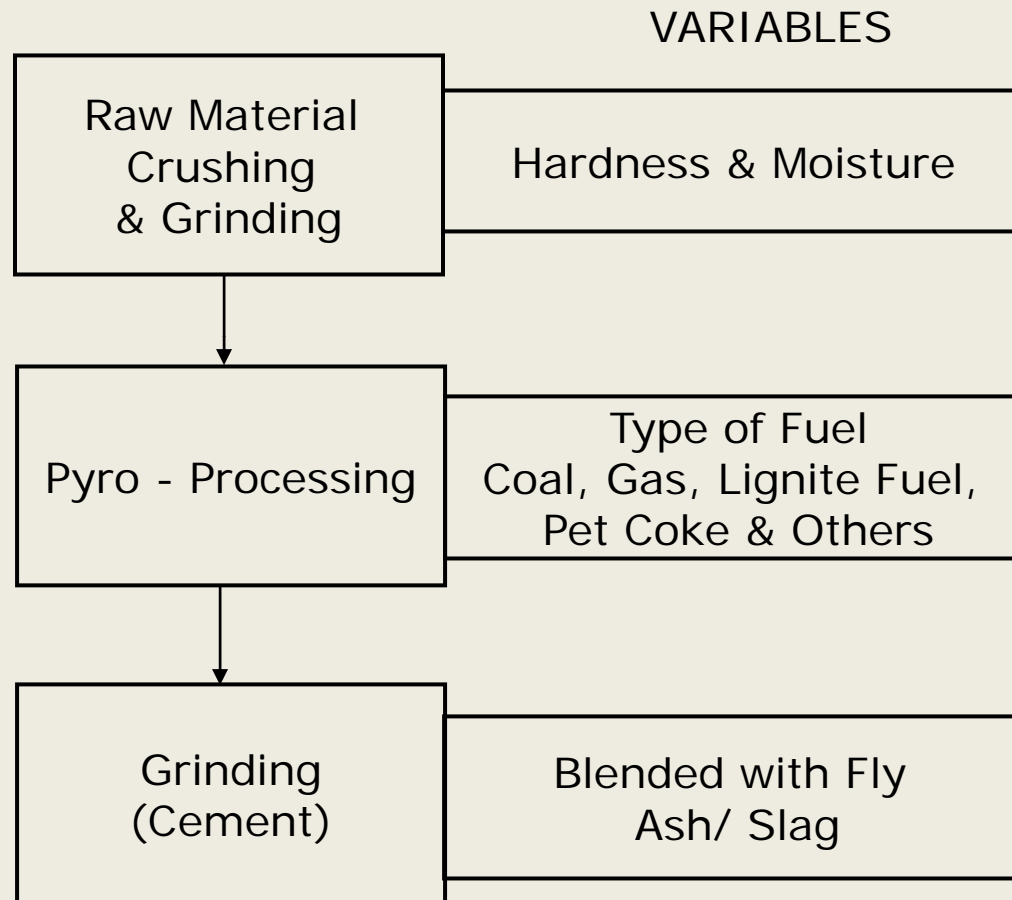 VARIABLES
Raw Material
Crushing
& Grinding
Hardness & Moisture
Pyro - Processing
Type of Fuel
Coal, Gas, Lignite Fuel,
Pet Coke & Others
Grinding
(Cement)
Blended with Fly
Ash/ Slag